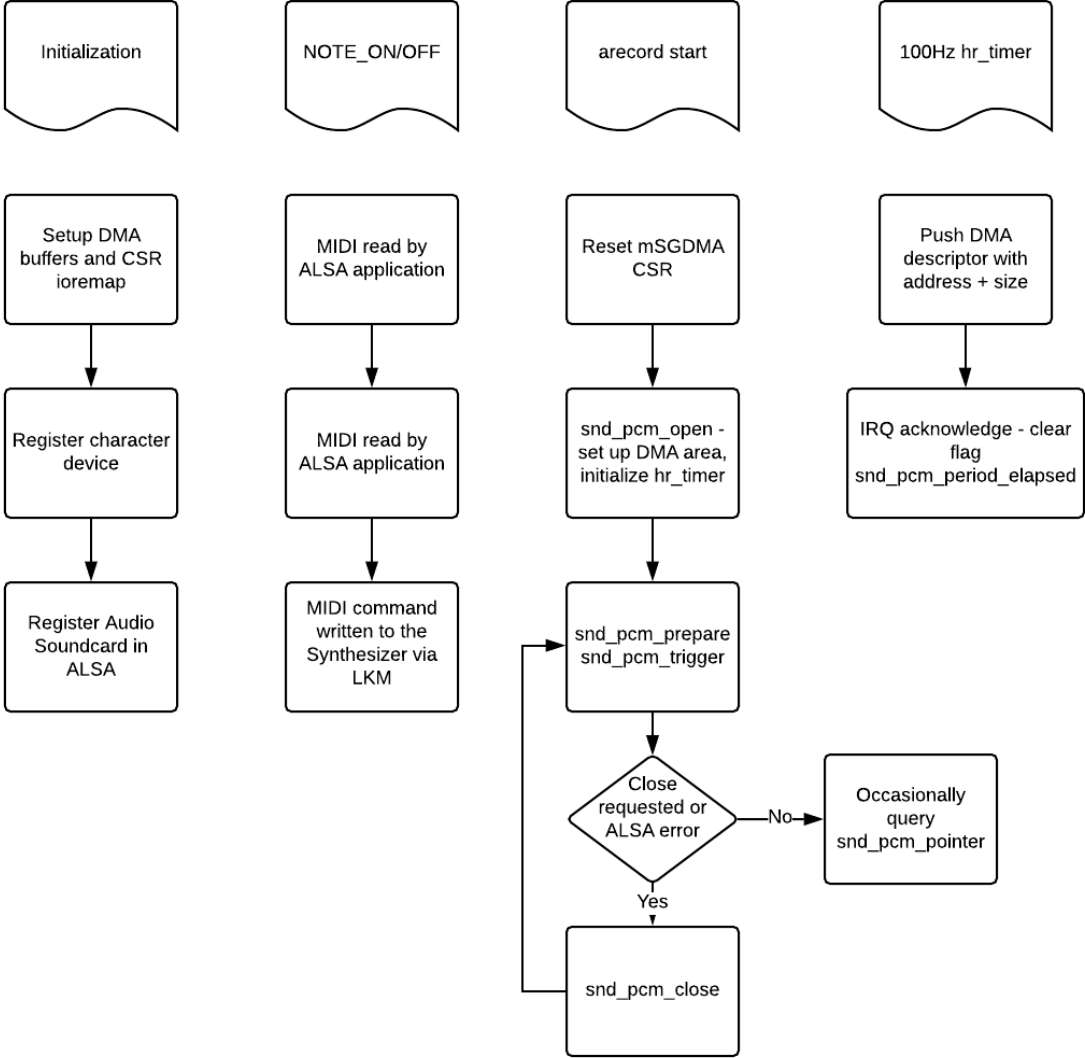 Initialization
NOTE_ON/OFF
arecord start
100Hz hr_timer
Setup DMA
buffers and CSR
ioremap
MIDI read by
ALSA application
Reset mSGDMA
CSR
Push DMA
descriptor with
address + size
Register character
device
MIDI read by
ALSA application
snd_pcm_open -
set up DMA area,
initialize hr_timer
IRQ acknowledge - clear
flag
snd_pcm_period_elapsed
Register Audio
Soundcard in
ALSA
MIDI command
written to the
Synthesizer via
LKM
snd_pcm_prepare
snd_pcm_trigger
Close
requested or
ALSA error
No
Occasionally
query
snd_pcm_pointer
Yes
snd_pcm_close